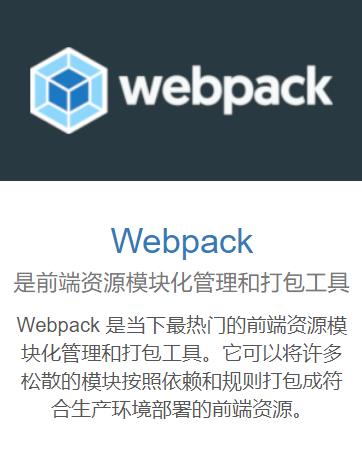 webpack
Webpack
是前端资源模块化管理和打包工具
Webpack 是当下最热门的前端资源模
块化管理和打包工具。它可以将许多
松散的模块按照依赖和规则打包成符
合生产环境部署的前端资源。